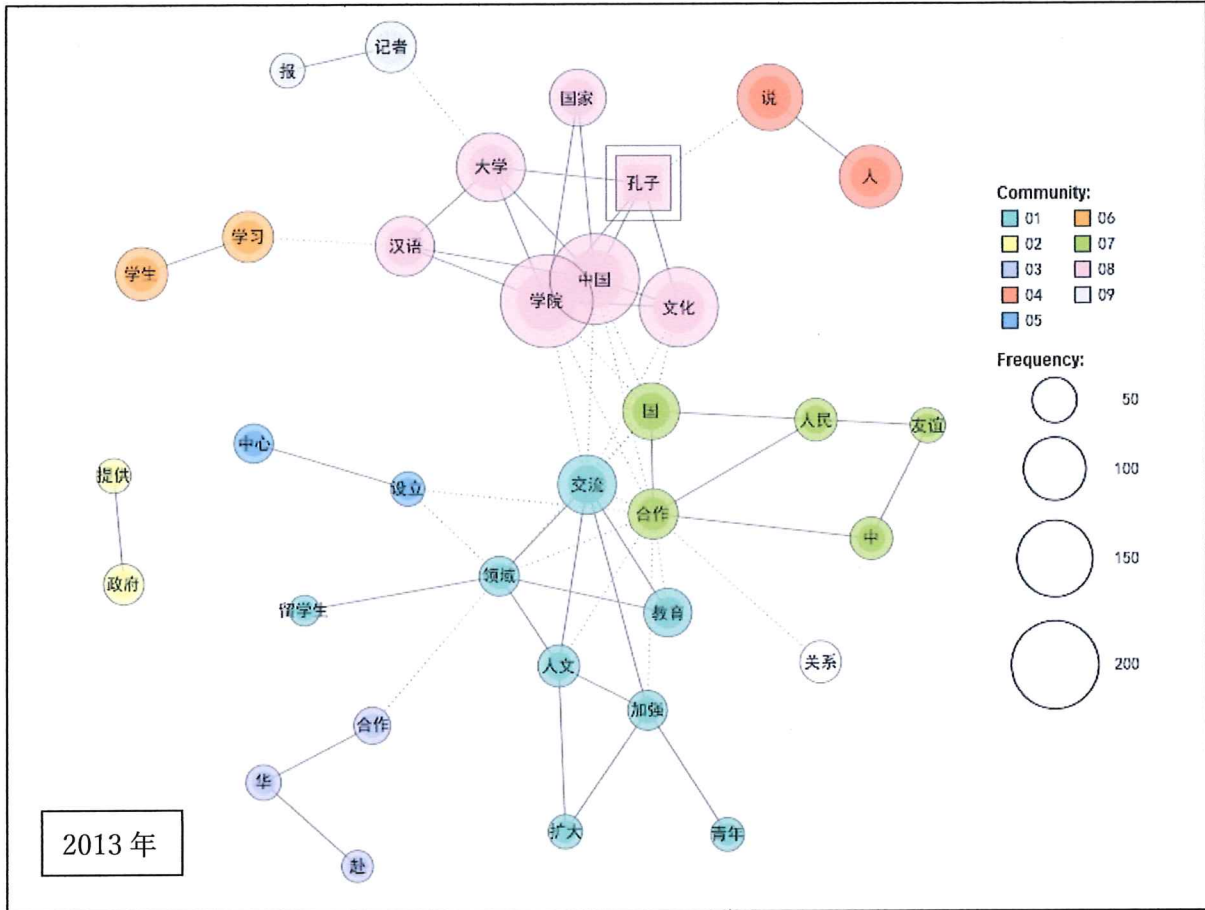 记者
报
国家
说
大学
孔子
人
学习
汉语
学生
中国
学院
文化
国
人民
友谊
中心
提供
设立
交流
合作
中
政府
领域
留学生
教育
人文
关系
加强
合作
华
扩大
青年
赴
2013 年
Community:
01 06
02 07
03 08
04 09
05
Frequency:
50
100
150
200